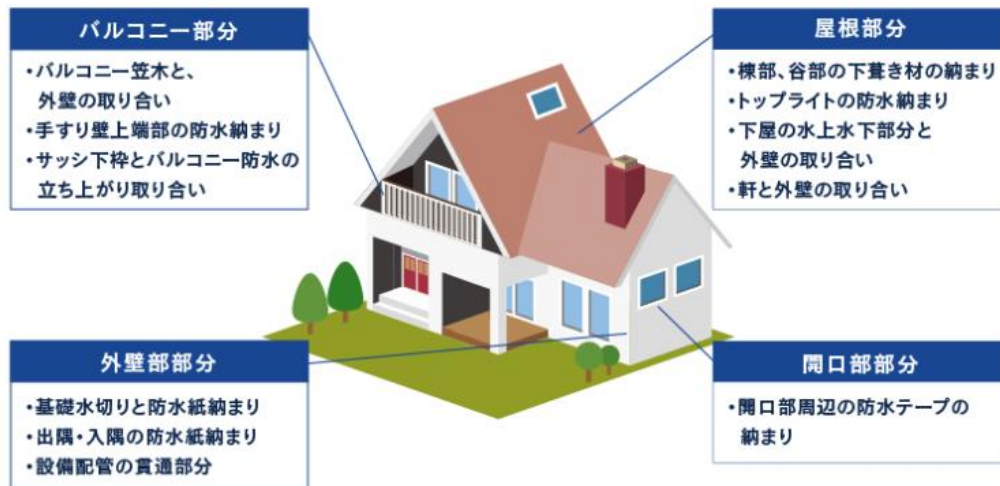 バルコニー部分
・バルコニー笠木と、
外壁の取り合い
・手すり壁上端部の防水納まり
・サッシ下枠とバルコニー防水の
立ち上がり取り合い
屋根部分
・棟部、谷部の下葺き材の納まり
・トップライトの防水納まり
・下屋の水上水下部分と
外壁の取り合い
・軒と外壁の取り合い
外壁部部分
・基礎水切りと防水紙納まり
・出隅・入隅の防水紙納まり
・設備配管の貫通部分
開口部部分
・開口部周辺の防水テープの
納まり